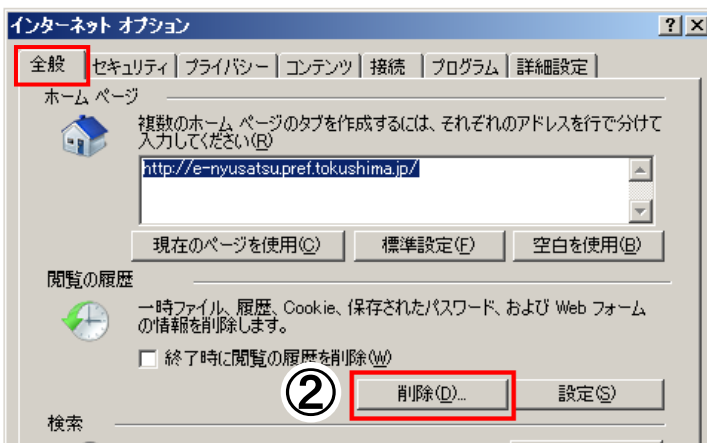 インターネット オプション
全般 セキュリティ プライバシー コンテンツ 接続 プログラム 詳細設定
ホーム ページ
複数のホーム ページのタブを作成するには、それぞれのアドレスを行で分けて
入力してください(R)
http://e-nyusatsu.pref.tokushima.jp/
現在のページを使用(C) 標準設定(F) 空白を使用(B)
閲覧の履歴
一時ファイル、履歴、Cookie、保存されたパスワード、および Web フォーム
の情報を削除します。
終了時に閲覧の履歴を削除(W)
② 削除(D)... 設定(S)
検索